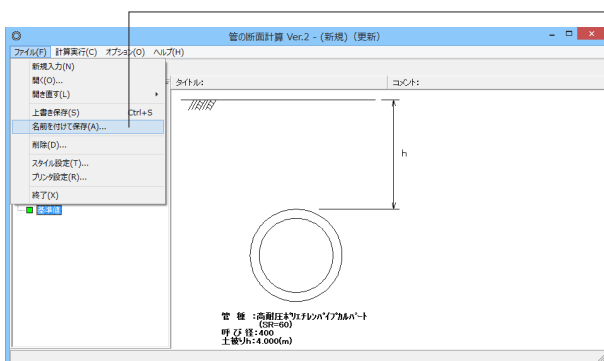 管の断面計算 Ver.2 - (新規) (更新)
ファイル(F) 計算実行(C) オプション(O) ヘルプ(H)
新規入力(N)
開く(O)...
開き直す(L)
上書き保存(S) Ctrl+S
名前を付けて保存(A)...
削除(D)...
スタイル設定(T)...
プリンタ設定(R)...
終了(X)
基準値
タイトル: コメント:
h
管 種 :高耐圧ポリエチレンパイプカルバート
(SR=60)
呼 び 径:400
土被りh:4.000(m)